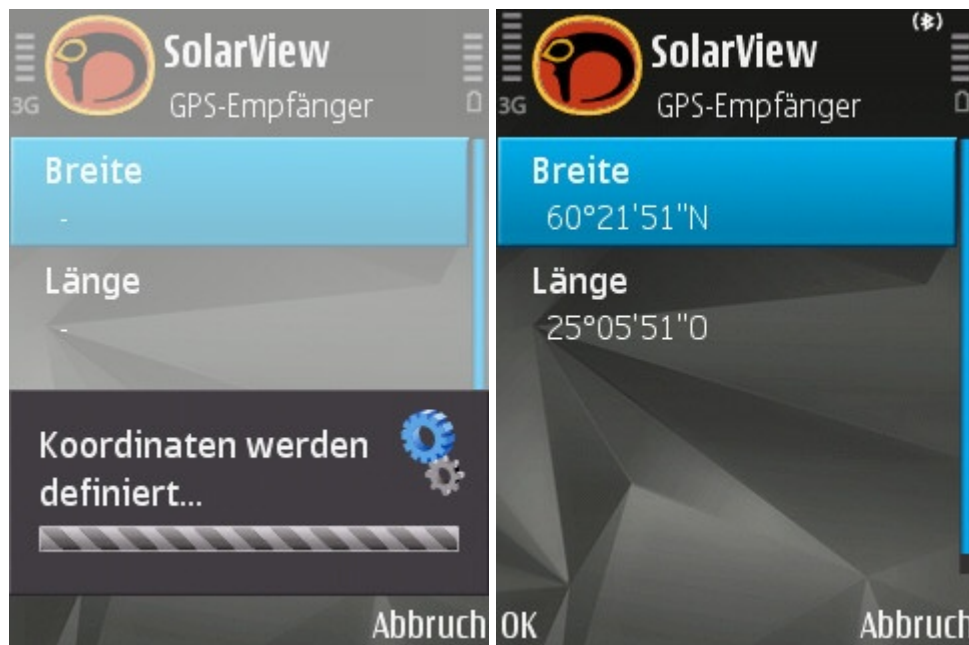 SolarView
3G
GPS-Empfänger
Breite
-
Länge
-
Koordinaten werden
definiert...
Abbruch
SolarView
3G
GPS-Empfänger
Breite
60°21'51"N
Länge
25°05'51"O
OK
Abbruch